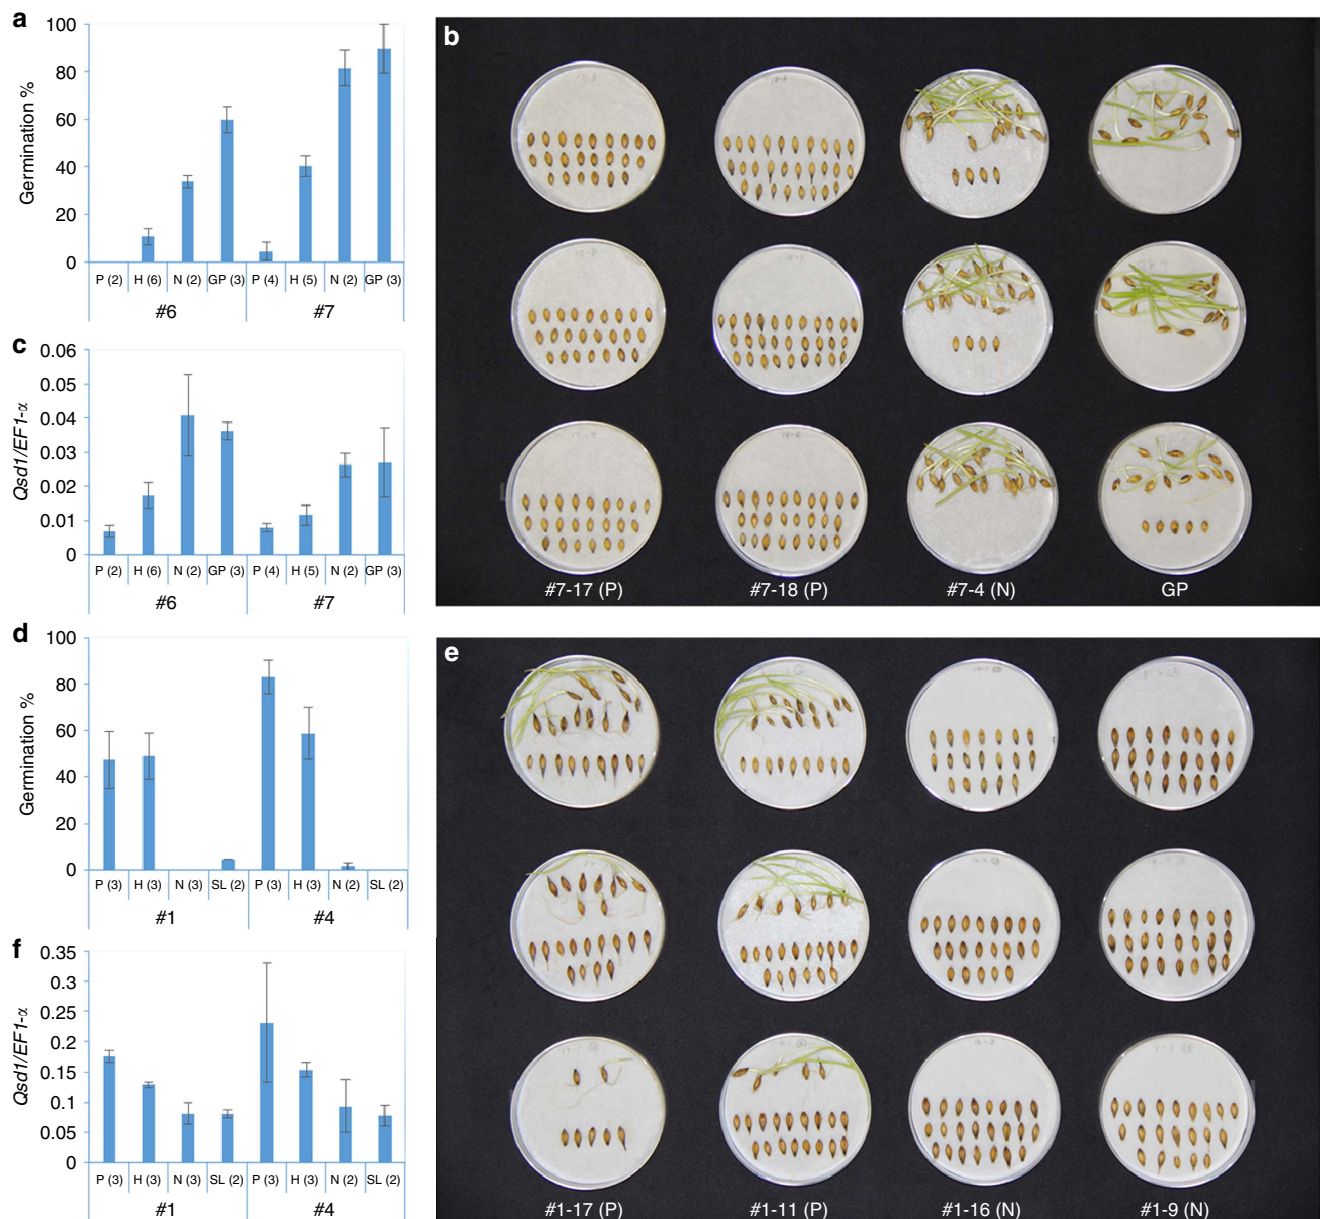 a
100
80
60
40
20
0
Germination %
P (2) H (6) N (2) GP (3) P (4) H (5) N (2) GP (3)
#6 #7
b
#7-17 (P) #7-18 (P) #7-4 (N) GP
c
0.06
0.05
0.04
0.03
0.02
0.01
0
Qsd1/EF1-α
P (2) H (6) N (2) GP (3) P (4) H (5) N (2) GP (3)
#6 #7
d
100
80
60
40
20
0
Germination %
P (3) H (3) N (3) SL (2) P (3) H (3) N (2) SL (2)
#1 #4
e
#1-17 (P) #1-11 (P) #1-16 (N) #1-9 (N)
f
0.35
0.3
0.25
0.2
0.15
0.1
0.05
0
Qsd1/EF1-α
P (3) H (3) N (3) SL (2) P (3) H (3) N (2) SL (2)
#1 #4